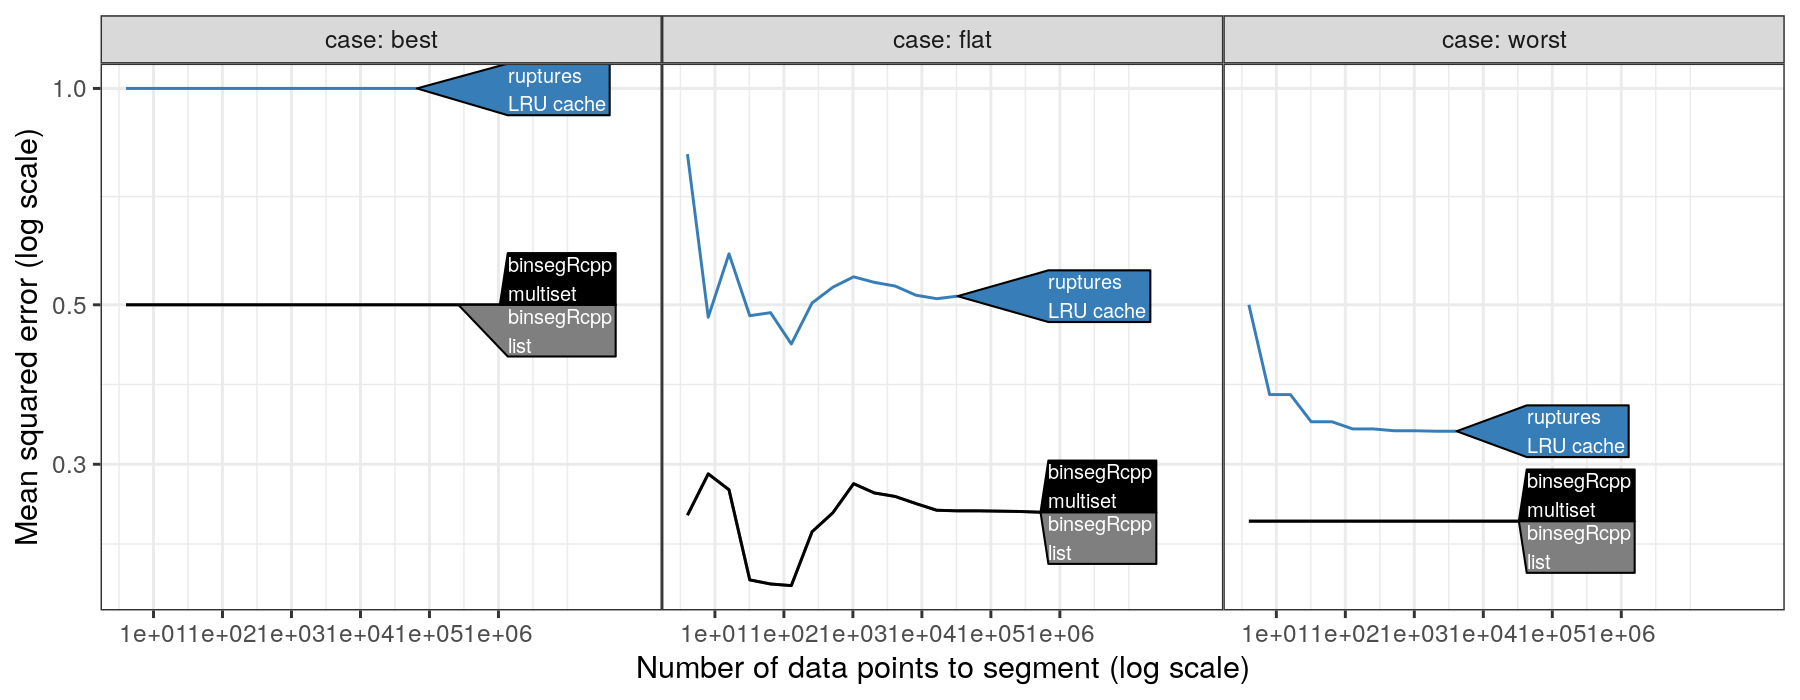 case: best
case: flat
case: worst
Mean squared error (log scale)
1.0
0.5
0.3
ruptures
LRU cache
binsegRcpp
multiset
binsegRcpp
list
ruptures
LRU cache
binsegRcpp
multiset
binsegRcpp
list
ruptures
LRU cache
binsegRcpp
multiset
binsegRcpp
list
1e+011e+021e+031e+041e+051e+06
1e+011e+021e+031e+041e+051e+06
1e+011e+021e+031e+041e+051e+06
Number of data points to segment (log scale)